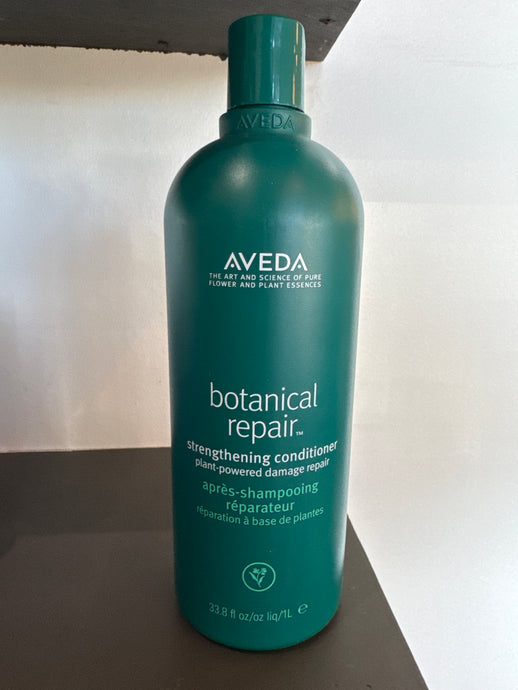 AVEDA
AVEDA
THE ART AND SCIENCE OF PURE
FLOWER AND PLANT ESSENCES
botanical
repair™
strengthening conditioner
plant-powered damage repair
après-shampooing
réparateur
réparation à base de plantes
33.8 fl oz/oz liq/1L ℮